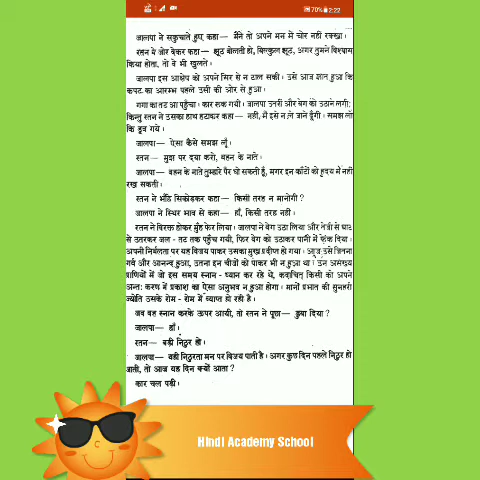 70% 2:22
जालपा ने सकुचाते हुए कहा — मैंने तो अपने मन में चोर नहीं रक्खा।
रतन ने जोर देकर कहा — झूठ बोलती हो, बिल्कुल झूठ, अगर तुमने विश्वास
किया होता, तो वे भी खुलते।
जालपा इस आक्षेप को अपने सिर से न टाल सकी। उसे आज ज्ञात हुआ कि
कपट का आरम्भ पहले उसी की ओर से हुआ।
गंगा का तट आ पहुँचा। कार रुक गयी। जालपा उतरी और बेग को उठाने लगी;
किन्तु रतन ने उसका हाथ हटाकर कहा — नहीं, मैं इसे न ले जाने दूँगी। समझ लो
कि डूब गये।
जालपा — ऐसा कैसे समझ लूँ।
रतन — मुझ पर दया करो, बहन के नाते।
जालपा — बहन के नाते तुम्हारे पैर धो सकती हूँ, मगर इन काँटों को हृदय में नहीं
रख सकती।
रतन ने भौंहें सिकोड़कर कहा — किसी तरह न मानोगी?
जालपा ने स्थिर भाव से कहा — हाँ, किसी तरह नहीं।
रतन ने विरक्त होकर मुँह फेर लिया। जालपा ने बेग उठा लिया और तेजी से घाट
से उतरकर जल - तट तक पहुँच गयी, फिर बेग को उठाकर पानी में फेंक दिया।
अपनी निर्बलता पर यह विजय पाकर उसका मुख प्रदीप्त हो गया। आज उसे जितना
गर्व और आनन्द हुआ, उतना इन चीजों को पाकर भी न हुआ था। उन असंख्य
प्राणियों में जो इस समय स्नान - ध्यान कर रहे थे, कदाचित् किसी को अपने
अन्तः करण में प्रकाश का ऐसा अनुभव न हुआ होगा। मानों प्रभात की सुनहरी
ज्योति उसके रोम - रोम में व्याप्त हो रही है।
जब वह स्नान करके ऊपर आयी, तो रतन ने पूछा — डुबा दिया?
जालपा — हाँ।
रतन — बड़ी निठुर हो।
जालपा — यही निठुरता मन पर विजय पाती है। अगर कुछ दिन पहले निठुर हो
जाती, तो आज यह दिन क्यों आता?
कार चल पड़ी।
Hindi Academy School